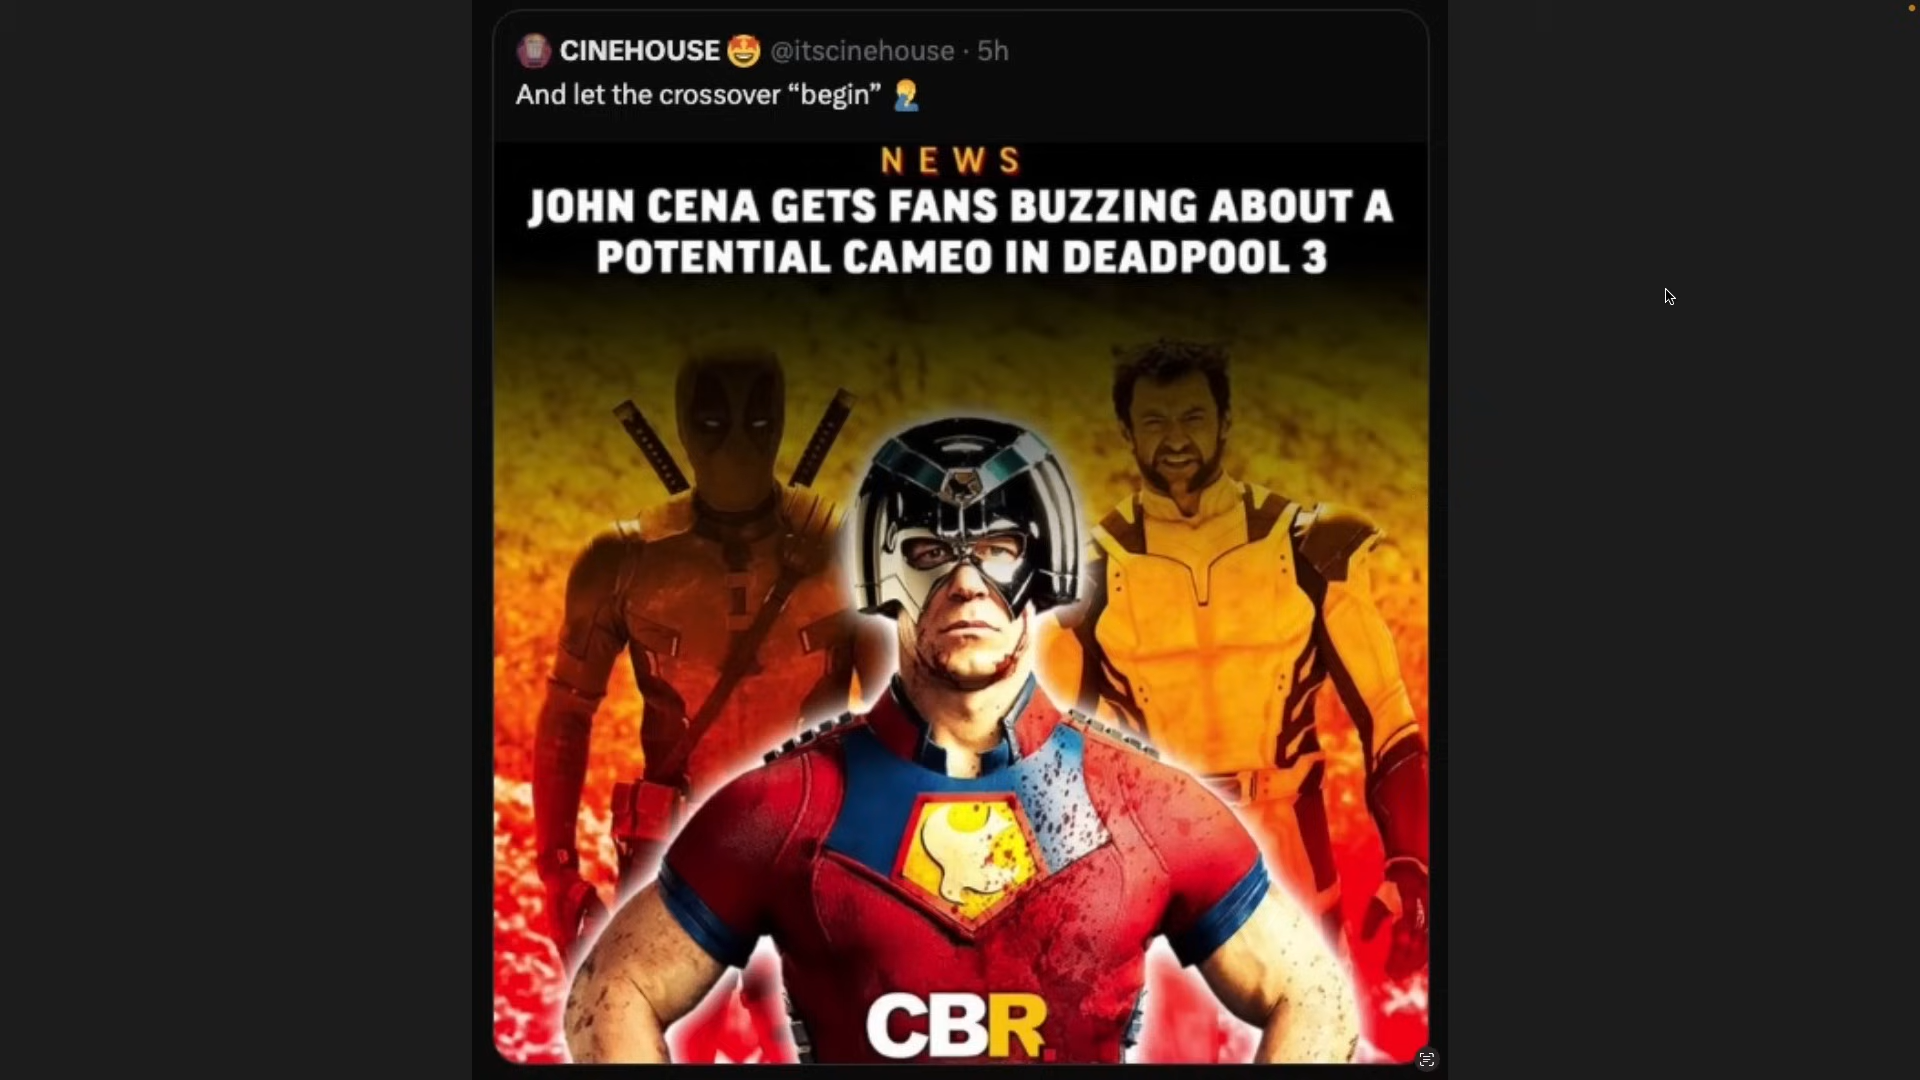 CINEHOUSE🤩 @itscinehouse · 5h
And let the crossover “begin” 🤦‍♂️
NEWS
JOHN CENA GETS FANS BUZZING ABOUT A
POTENTIAL CAMEO IN DEADPOOL 3
CBR.